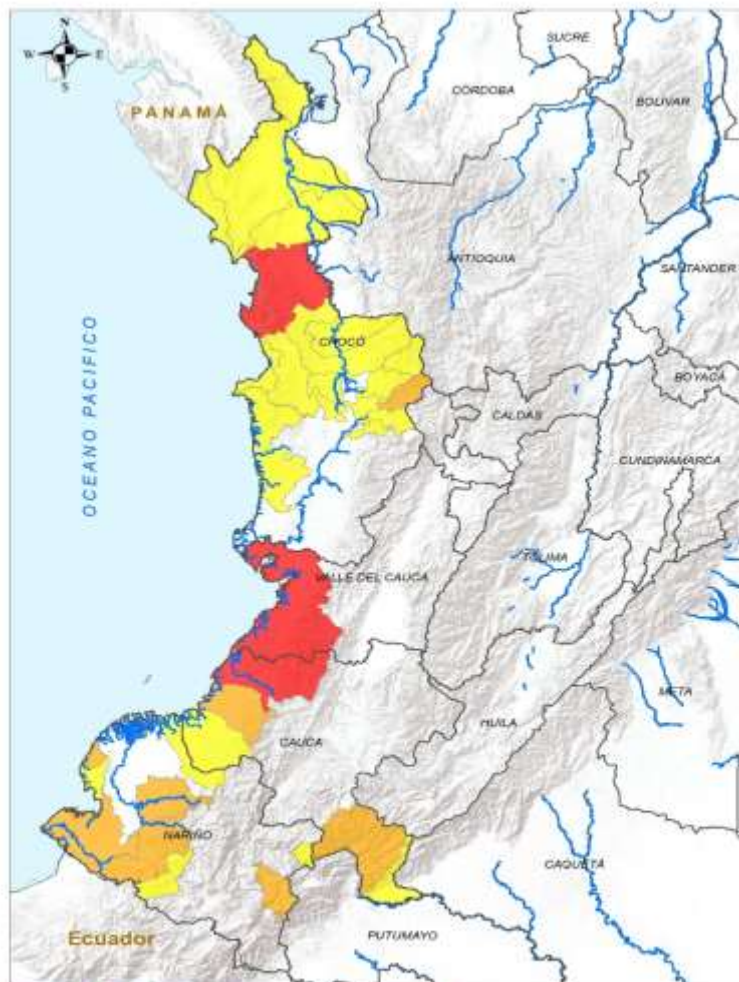 N
W E
S
PANAMÁ
SUCRE
CÓRDOBA
BOLIVAR
ANTIOQUIA
SANTANDER
OCEANO PACIFICO
CHOCÓ
BOYACÁ
CALDAS
CUNDINAMARCA
TOLIMA
VALLE DEL CAUCA
META
HUILA
CAUCA
NARIÑO
CAQUETÁ
Ecuador
PUTUMAYO